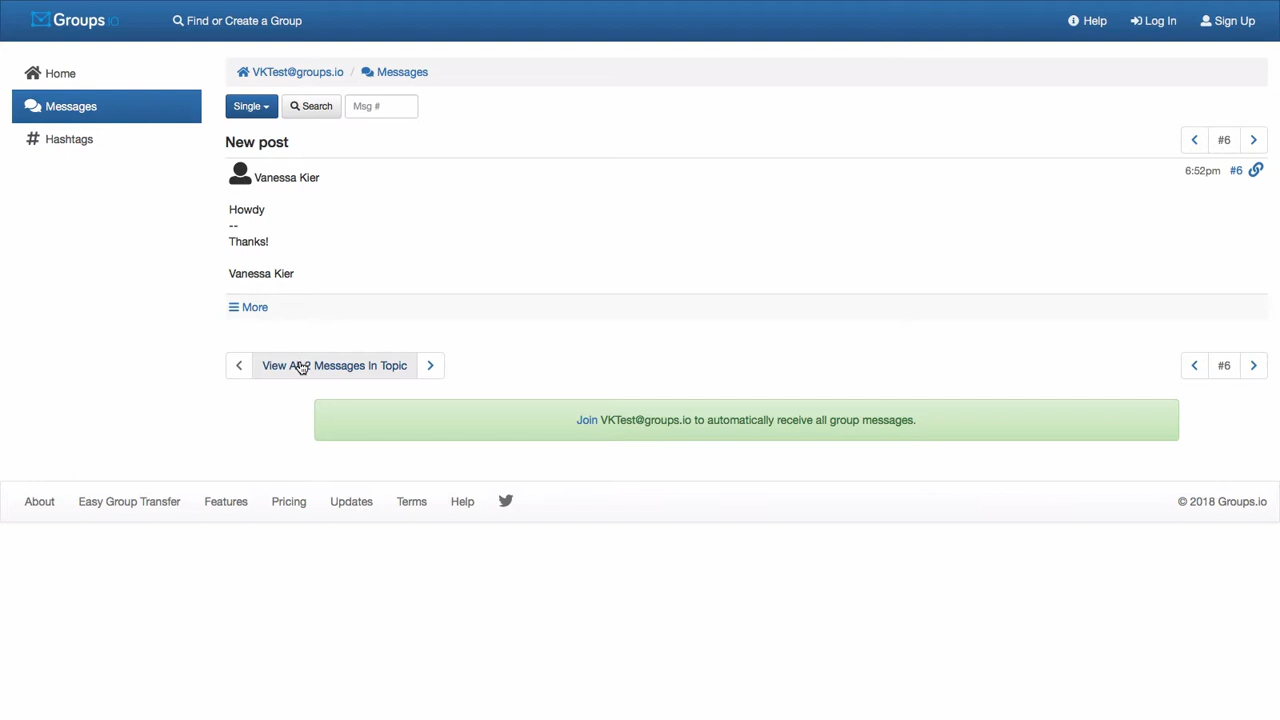 Groups.io
Find or Create a Group
Help
Log In
Sign Up
Home
Messages
Hashtags
VKTest@groups.io / Messages
Single
Search
Msg #
New post
#6
Vanessa Kier
6:52pm #6
Howdy
--
Thanks!
Vanessa Kier
More
View All 2 Messages In Topic
#6
Join VKTest@groups.io to automatically receive all group messages.
About
Easy Group Transfer
Features
Pricing
Updates
Terms
Help
© 2018 Groups.io